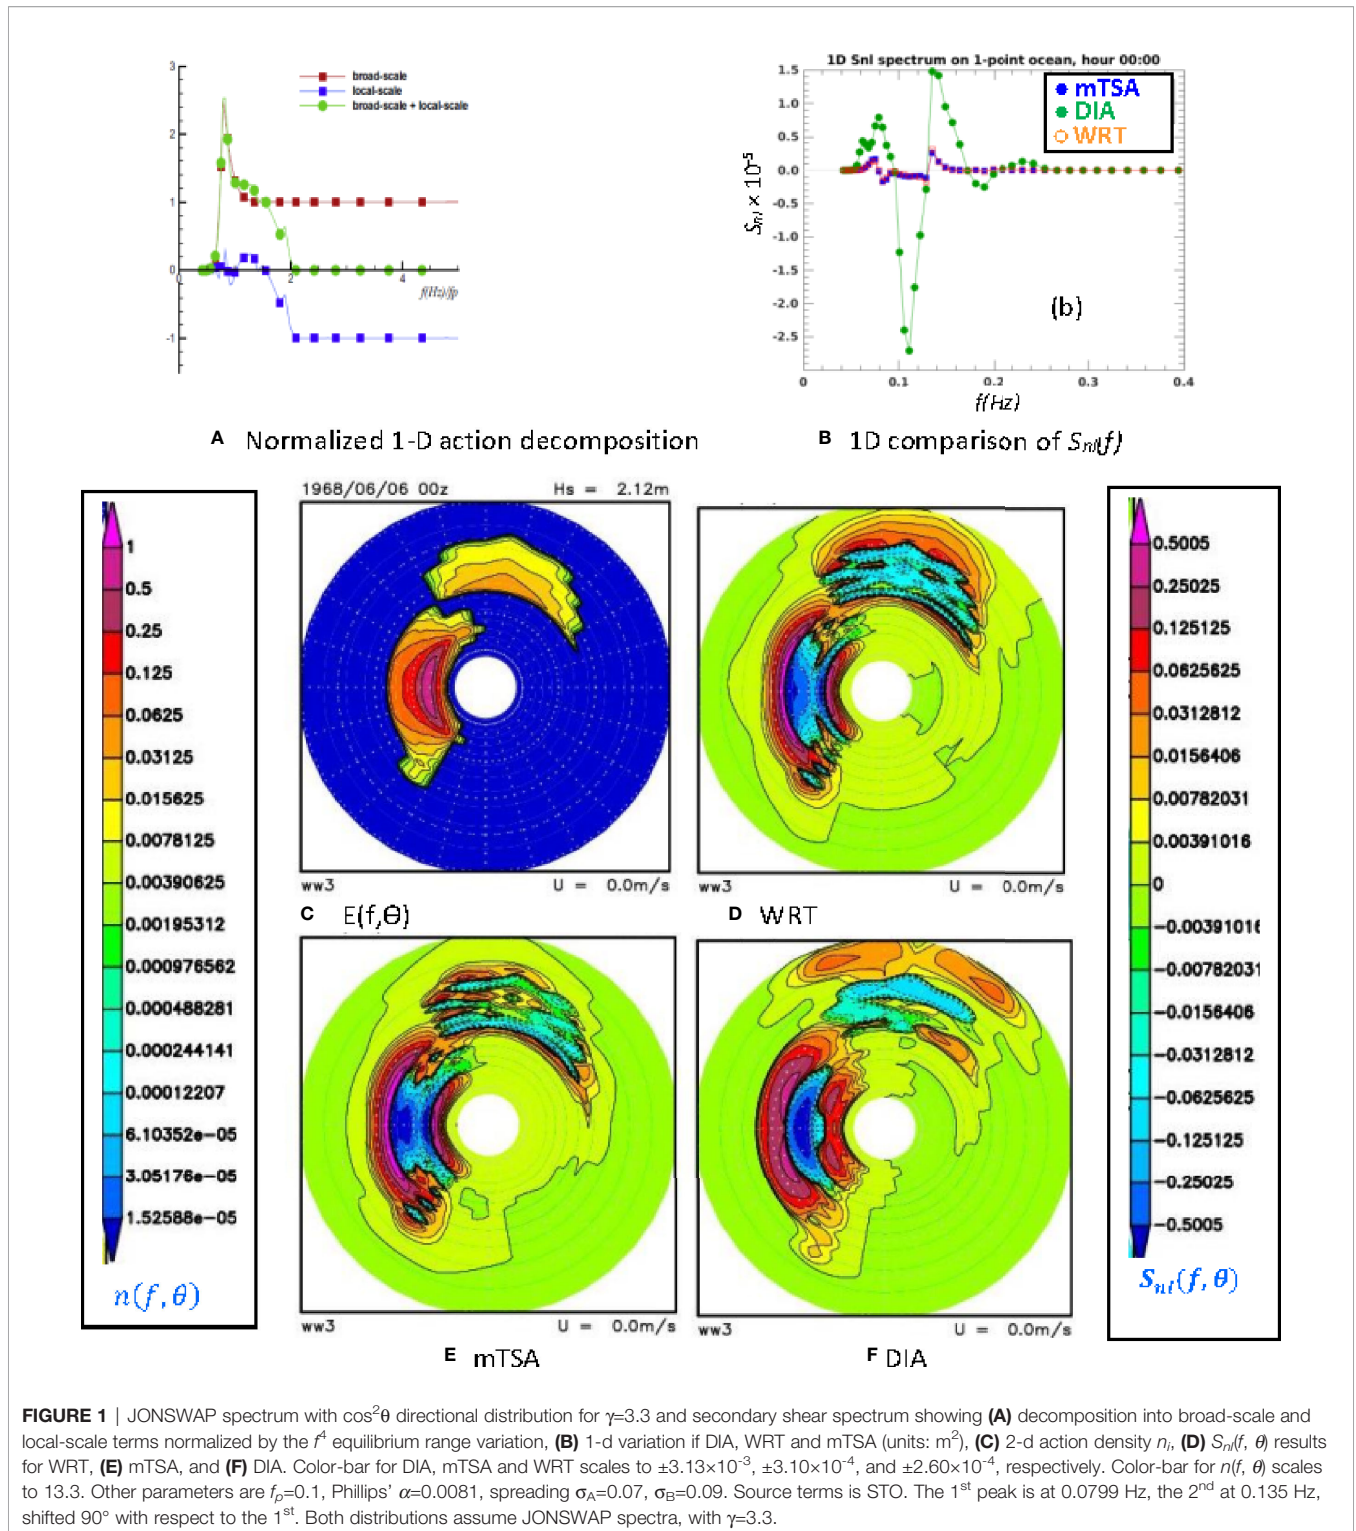 3
2
1
0
-1
2
4
f(Hz)/fp
broad-scale
local-scale
broad-scale + local-scale
1D Snl spectrum on 1-point ocean, hour 00:00
1.5
1.0
0.5
0.0
-0.5
-1.0
-1.5
-2.0
-2.5
0
0.1
0.2
0.3
0.4
Snl × 10-5
f(Hz)
mTSA
DIA
WRT
(b)
A Normalized 1-D action decomposition
B 1D comparison of Snl(f)
1968/06/06 00z Hs = 2.12m
ww3 U = 0.0m/s
C E(f,Θ)
ww3 U = 0.0m/s
D WRT
1
0.5
0.25
0.125
0.0625
0.03125
0.015625
0.0078125
0.00390625
0.00195312
0.000976562
0.000488281
0.000244141
0.00012207
6.10352e-05
3.05176e-05
1.52588e-05
n(f, θ)
0.5005
0.25025
0.125125
0.0625625
0.0312812
0.0156406
0.00782031
0.00391016
0
-0.00391016
-0.00782031
-0.0156406
-0.0312812
-0.0625625
-0.125125
-0.25025
-0.5005
Snl(f, θ)
ww3 U = 0.0m/s
E mTSA
ww3 U = 0.0m/s
F DIA
FIGURE 1 | JONSWAP spectrum with cos²θ directional distribution for γ=3.3 and secondary shear spectrum showing (A) decomposition into broad-scale and
local-scale terms normalized by the f⁴ equilibrium range variation, (B) 1-d variation if DIA, WRT and mTSA (units: m²), (C) 2-d action density ni, (D) Snl(f, θ) results
for WRT, (E) mTSA, and (F) DIA. Color-bar for DIA, mTSA and WRT scales to ±3.13×10⁻³, ±3.10×10⁻⁴, and ±2.60×10⁻⁴, respectively. Color-bar for n(f, θ) scales
to 13.3. Other parameters are fp=0.1, Phillips' α=0.0081, spreading σA=0.07, σB=0.09. Source terms is STO. The 1st peak is at 0.0799 Hz, the 2nd at 0.135 Hz,
shifted 90° with respect to the 1st. Both distributions assume JONSWAP spectra, with γ=3.3.